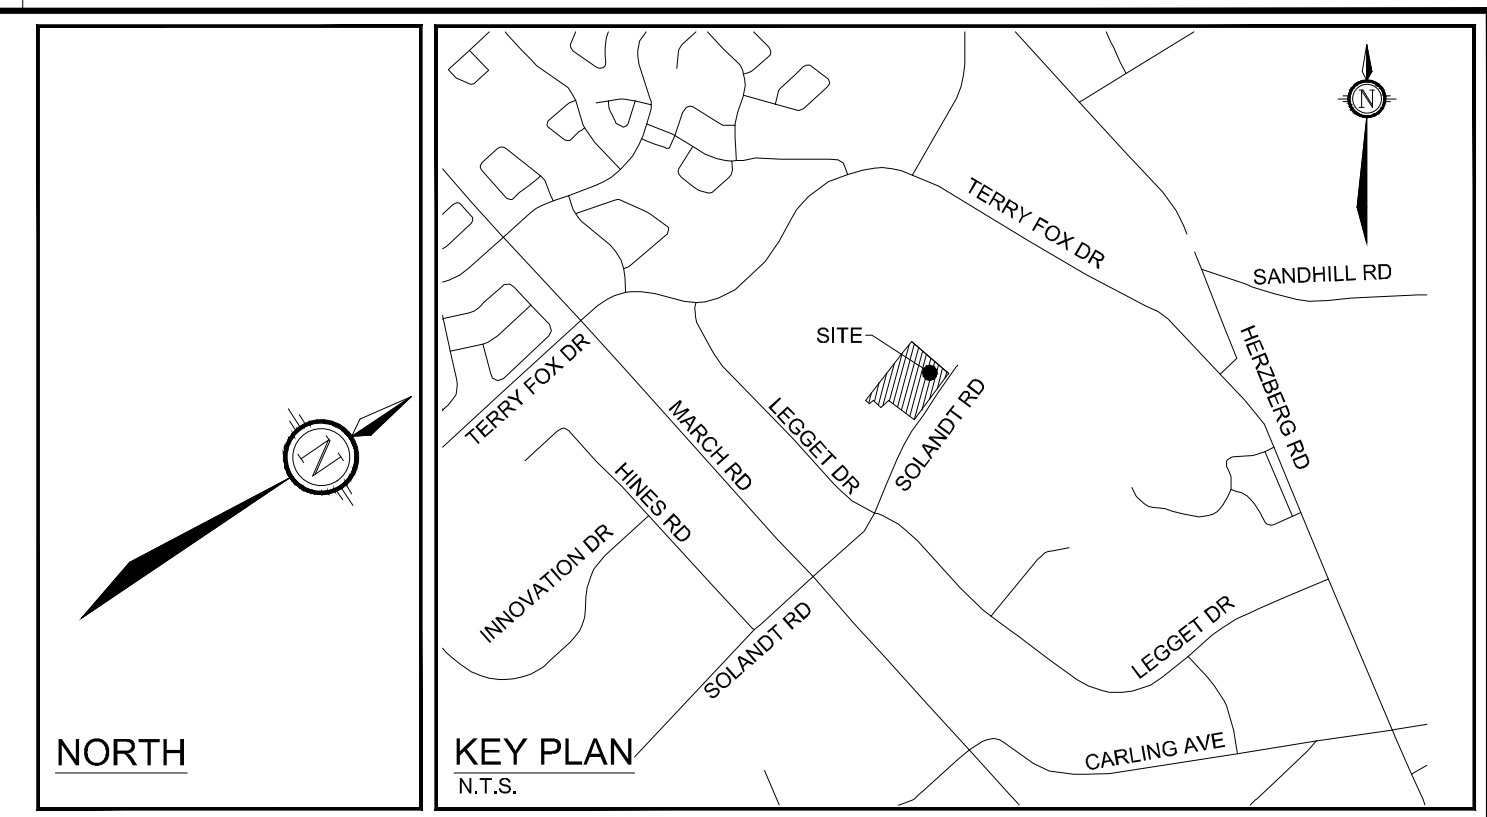 N
NORTH
N
TERRY FOX DR
SANDHILL RD
SITE
HERZBERG RD
TERRY FOX DR
MARCH RD
LEGGET DR
SOLANDT RD
HINES RD
INNOVATION DR
SOLANDT RD
LEGGET DR
CARLING AVE
KEY PLAN
N.T.S.